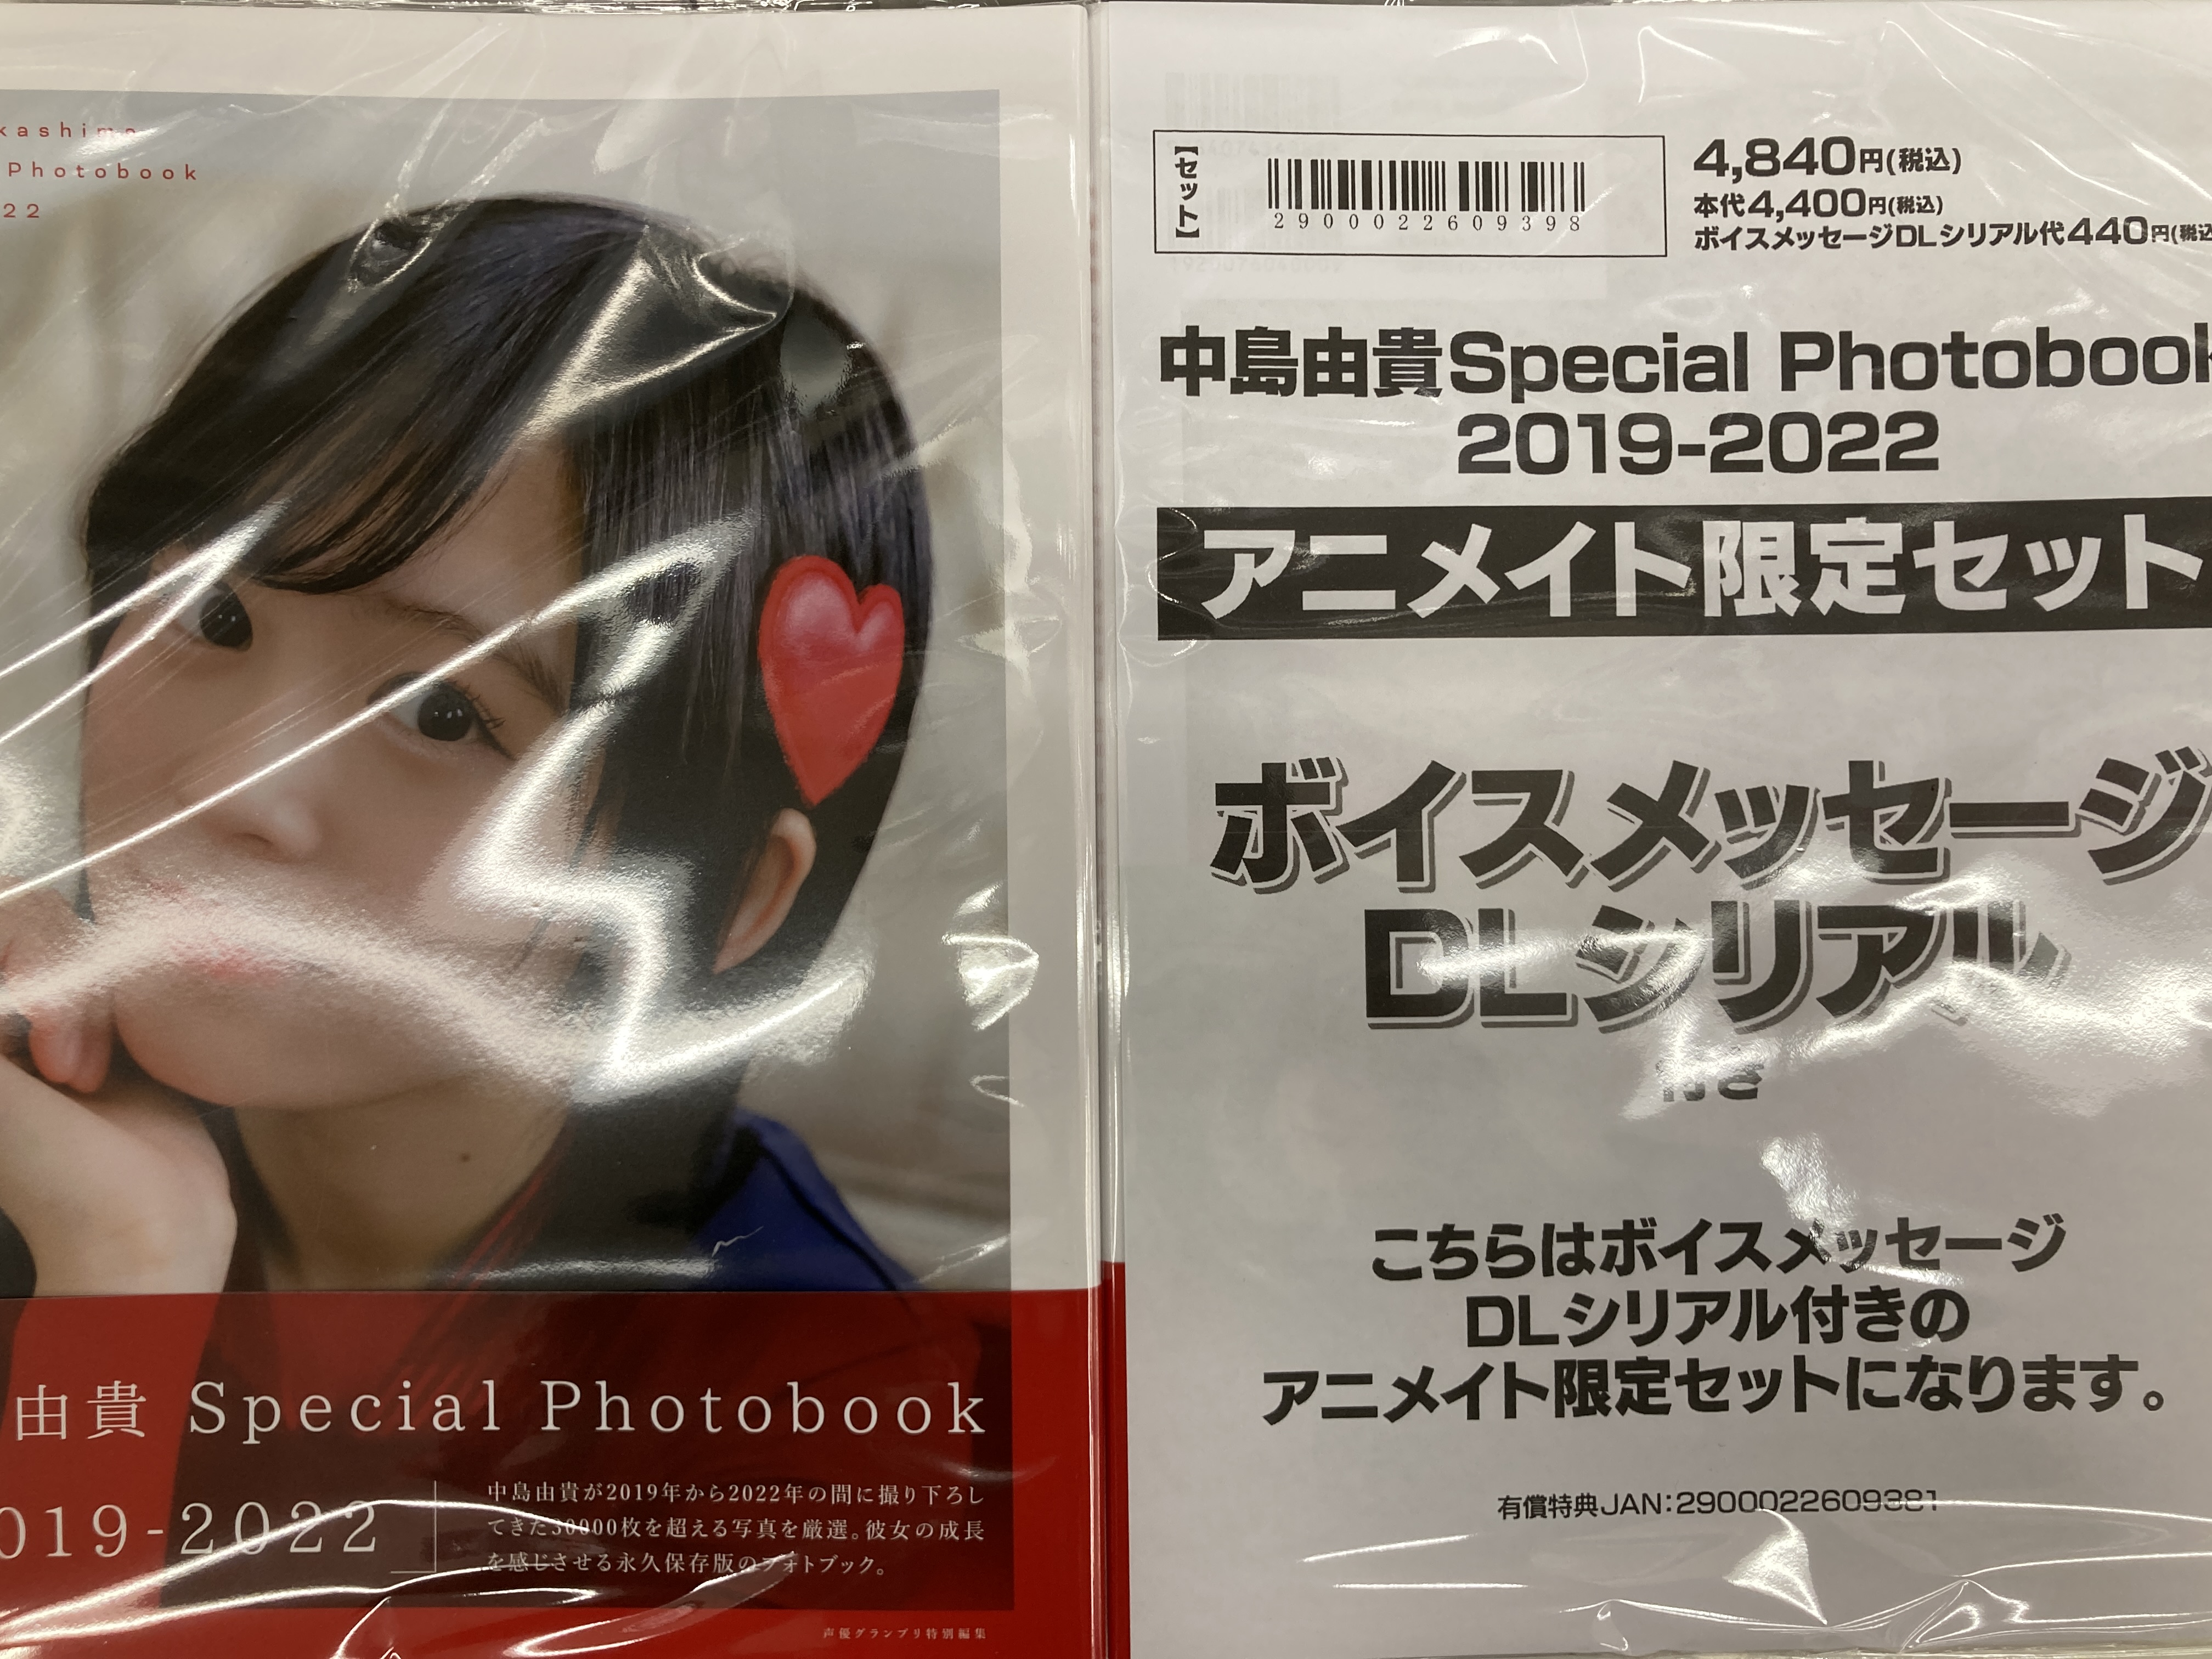 kashima
Photobook
22
由貴 Special Photobook
019-2022
中島由貴が2019年から2022年の間に撮り下ろし
てきた30000枚を超える写真を厳選。彼女の成長
を感じさせる永久保存版のフォトブック。
声優グランプリ特別編集
【セット】
2900022609398
4,840円(税込)
本代4,400円(税込)
ボイスメッセージDLシリアル代440円(税込
中島由貴Special Photobook
2019-2022
アニメイト限定セット
ボイスメッセージ
DLシリアル
付き
こちらはボイスメッセージ
DLシリアル付きの
アニメイト限定セットになります。
有償特典JAN:2900022609381